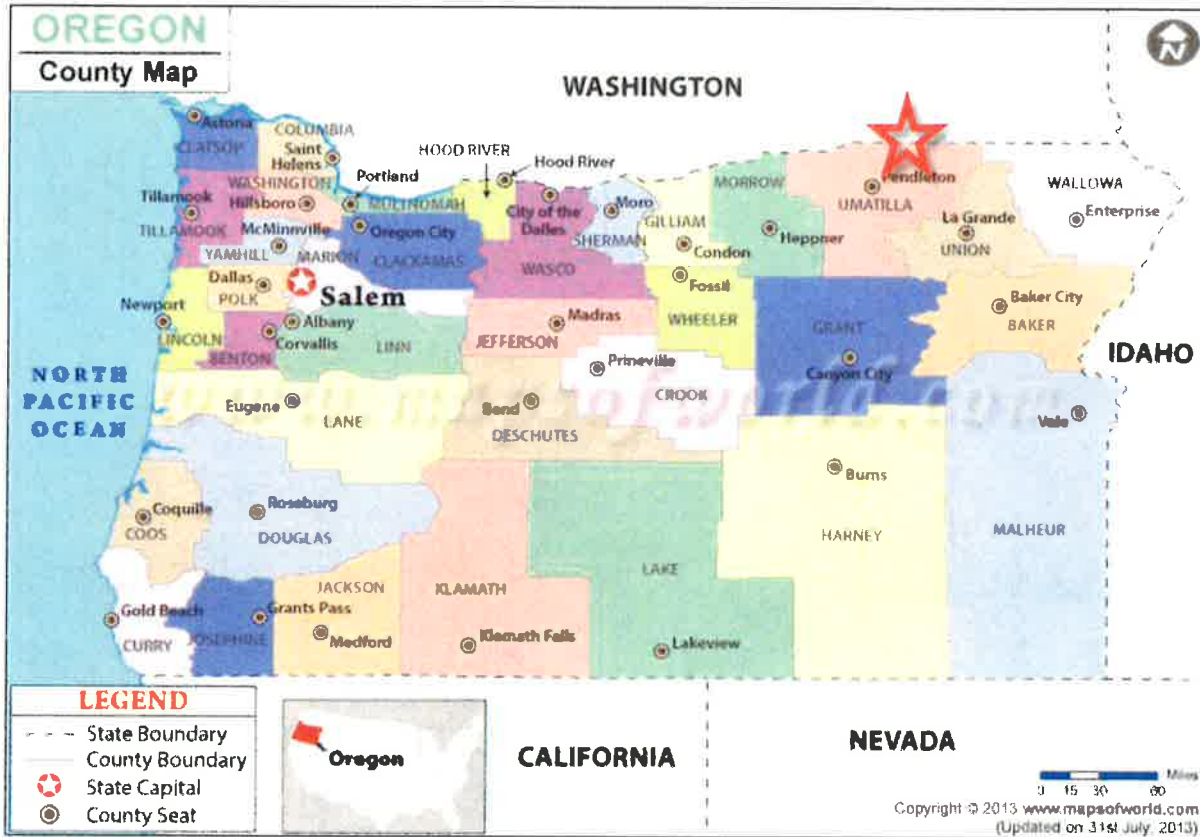 OREGON
County Map
N
WASHINGTON
Astoria
CLATSOP
COLUMBIA
Saint
Helens
HOOD RIVER
Hood River
Portland
WASHINGTON
Hillsboro
MULTNOMAH
Tillamook
TILLAMOOK
McMinnville
YAMHILL
MARION
Oregon City
CLACKAMAS
City of the
Dalles
WASCO
Moro
SHERMAN
GILLIAM
Condon
MORROW
Heppner
Pendleton
UMATILLA
La Grande
UNION
WALLOWA
Enterprise
Dallas
POLK
Salem
Newport
LINCOLN
Albany
Corvallis
BENTON
LINN
JEFFERSON
Madras
Fossil
WHEELER
GRANT
Canyon City
Baker City
BAKER
IDAHO
NORTH
PACIFIC
OCEAN
Eugene
LANE
Bend
DESCHUTES
Prineville
CROOK
Vale
Burns
HARNEY
MALHEUR
Coquille
COOS
Roseburg
DOUGLAS
JACKSON
KLAMATH
LAKE
Gold Beach
CURRY
Grants Pass
JOSEPHINE
Medford
Klamath Falls
Lakeview
LEGEND
State Boundary
County Boundary
State Capital
County Seat
Oregon
CALIFORNIA
NEVADA
Miles
0 15 30 60
Copyright © 2013 www.mapsofworld.com
(Updated on 31st July, 2013)